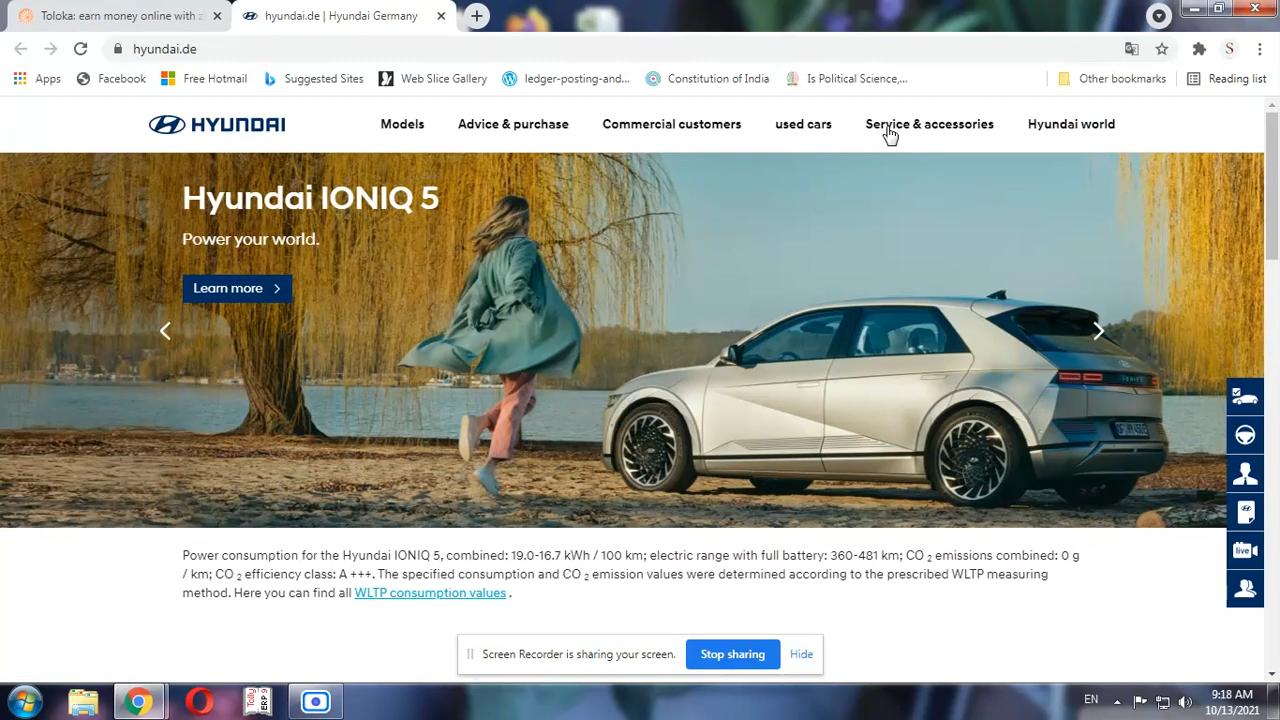 Toloka: earn money online with z
hyundai.de | Hyundai Germany
hyundai.de
S
Apps
Facebook
Free Hotmail
Suggested Sites
Web Slice Gallery
ledger-posting-and...
Constitution of India
Is Political Science,...
Other bookmarks
Reading list
HYUNDAI
Models
Advice & purchase
Commercial customers
used cars
Service & accessories
Hyundai world
Hyundai IONIQ 5
Power your world.
Learn more
live
Power consumption for the Hyundai IONIQ 5, combined: 19.0-16.7 kWh / 100 km; electric range with full battery: 360-481 km; CO 2 emissions combined: 0 g
/ km; CO 2 efficiency class: A +++. The specified consumption and CO 2 emission values were determined according to the prescribed WLTP measuring
method. Here you can find all WLTP consumption values .
Screen Recorder is sharing your screen.
Stop sharing
Hide
Tally
ERP 9
EN
9:18 AM
10/13/2021